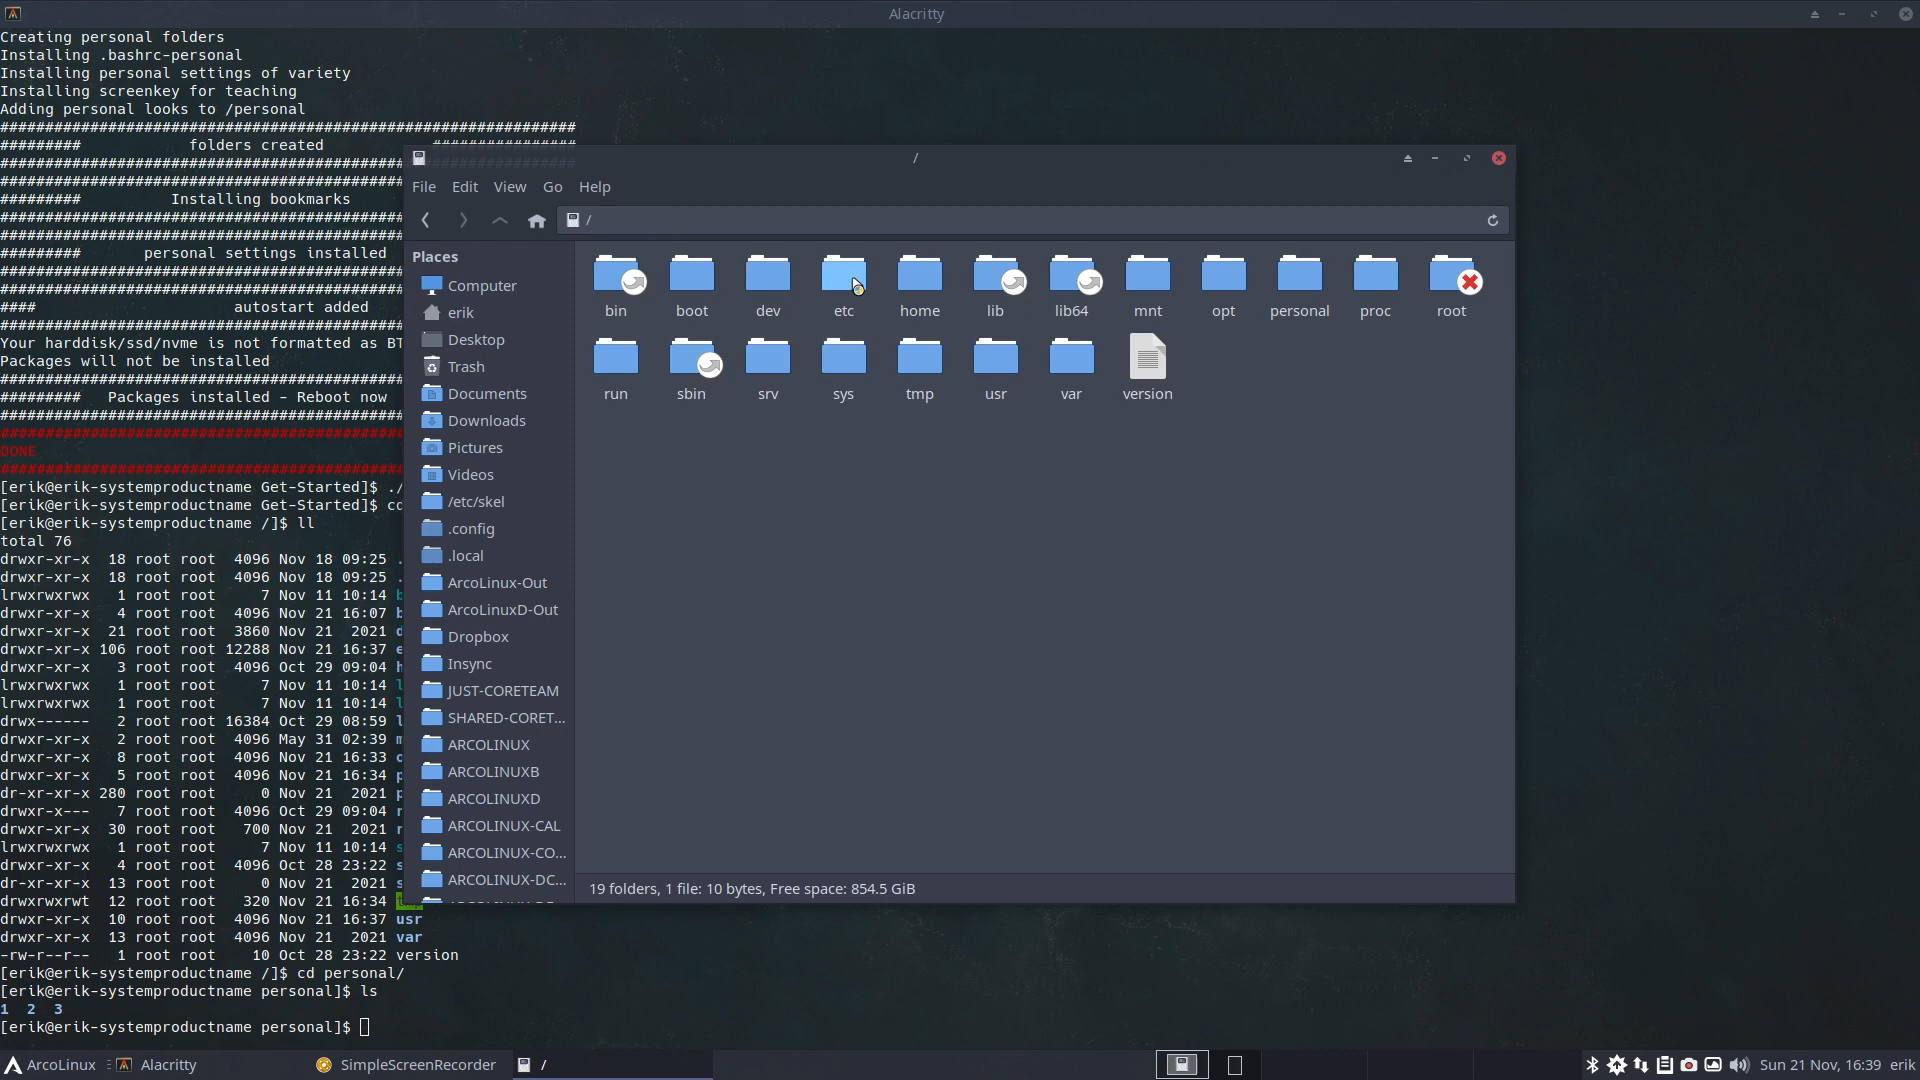 Alacritty
Creating personal folders
Installing .bashrc-personal
Installing personal settings of variety
Installing screenkey for teaching
Adding personal looks to /personal
################################################################
#########            folders created            ################
################################################################
#############################################
#########          Installing bookmarks
#############################################
#############################################
#########       personal settings installed
#############################################
#############################################
####                      autostart added
#############################################
Your harddisk/ssd/nvme is not formatted as BT
Packages will not be installed
#############################################
#########   Packages installed - Reboot now
#############################################
#############################################
DONE
#############################################
[erik@erik-systemproductname Get-Started]$ ./
[erik@erik-systemproductname Get-Started]$ cd
[erik@erik-systemproductname /]$ ll
total 76
drwxr-xr-x  18 root root  4096 Nov 18 09:25 .
drwxr-xr-x  18 root root  4096 Nov 18 09:25 .
lrwxrwxrwx   1 root root     7 Nov 11 10:14 b
drwxr-xr-x   4 root root  4096 Nov 21 16:07 b
drwxr-xr-x  21 root root  3860 Nov 21  2021 d
drwxr-xr-x 106 root root 12288 Nov 21 16:37 e
drwxr-xr-x   3 root root  4096 Oct 29 09:04 h
lrwxrwxrwx   1 root root     7 Nov 11 10:14 l
lrwxrwxrwx   1 root root     7 Nov 11 10:14 l
drwx------   2 root root 16384 Oct 29 08:59 l
drwxr-xr-x   2 root root  4096 May 31 02:39 m
drwxr-xr-x   8 root root  4096 Nov 21 16:33 o
drwxr-xr-x   5 root root  4096 Nov 21 16:34 p
dr-xr-xr-x 280 root root     0 Nov 21  2021 p
drwxr-x---   7 root root  4096 Oct 29 09:04 r
drwxr-xr-x  30 root root   700 Nov 21  2021 r
lrwxrwxrwx   1 root root     7 Nov 11 10:14 s
drwxr-xr-x   4 root root  4096 Oct 28 23:22 s
dr-xr-xr-x  13 root root     0 Nov 21  2021 s
drwxrwxrwt  12 root root   320 Nov 21 16:34
drwxr-xr-x  10 root root  4096 Nov 21 16:37 usr
drwxr-xr-x  13 root root  4096 Nov 21  2021 var
-rw-r--r--   1 root root    10 Oct 28 23:22 version
[erik@erik-systemproductname /]$ cd personal/
[erik@erik-systemproductname personal]$ ls
1  2  3
[erik@erik-systemproductname personal]$
/
File Edit View Go Help
/
Places
Computer
erik
Desktop
Trash
Documents
Downloads
Pictures
Videos
/etc/skel
.config
.local
ArcoLinux-Out
ArcoLinuxD-Out
Dropbox
Insync
JUST-CORETEAM
SHARED-CORET...
ARCOLINUX
ARCOLINUXB
ARCOLINUXD
ARCOLINUX-CAL
ARCOLINUX-CO...
ARCOLINUX-DC...
bin boot dev etc home lib lib64 mnt opt personal proc root
run sbin srv sys tmp usr var version
19 folders, 1 file: 10 bytes, Free space: 854.5 GiB
ArcoLinux Alacritty SimpleScreenRecorder / Sun 21 Nov, 16:39 erik